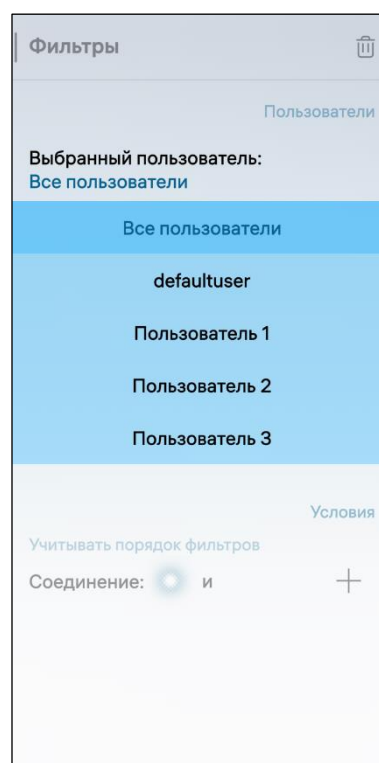 Фильтры
Пользователи
Выбранный пользователь:
Все пользователи
Все пользователи
defaultuser
Пользователь 1
Пользователь 2
Пользователь 3
Условия
Учитывать порядок фильтров
Соединение: и